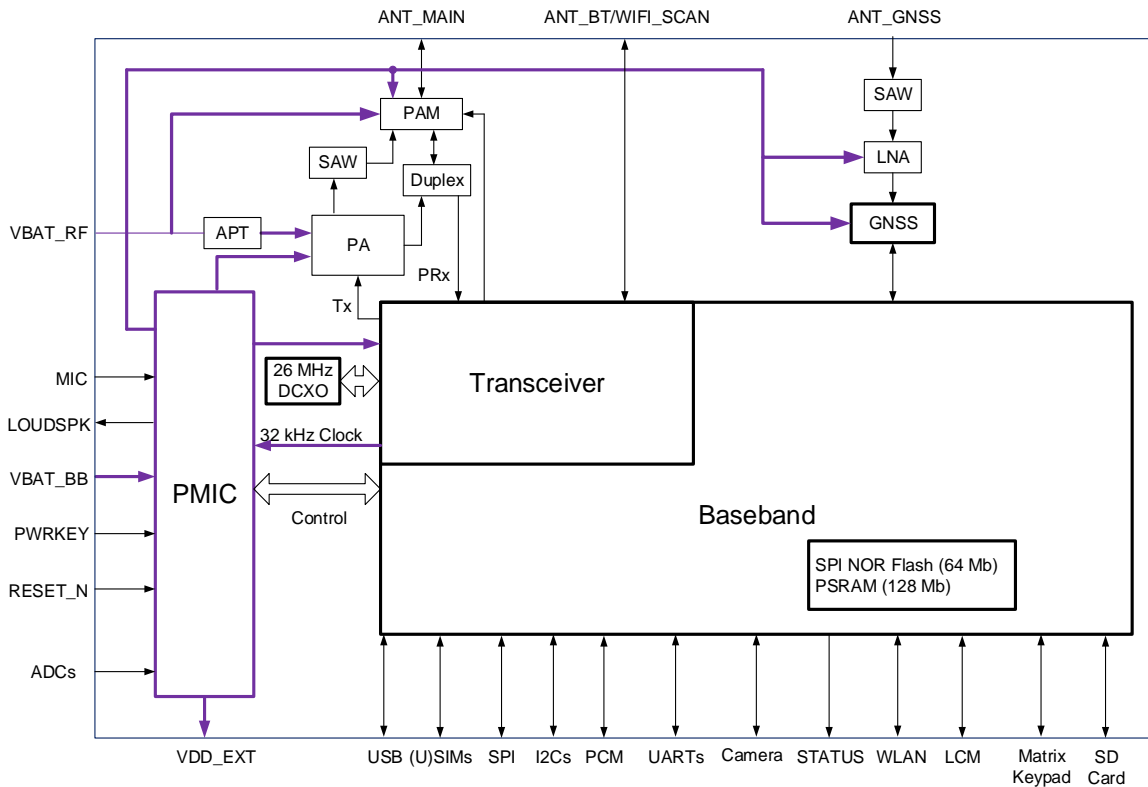 ANT_MAIN
ANT_BT/WIFI_SCAN
ANT_GNSS
SAW
PAM
SAW
LNA
Duplex
VBAT_RF
APT
PA
GNSS
PRx
Tx
MIC
26 MHz
DCXO
Transceiver
LOUDSPK
32 kHz Clock
VBAT_BB
PMIC
Control
Baseband
PWRKEY
SPI NOR Flash (64 Mb)
PSRAM (128 Mb)
RESET_N
ADCs
VDD_EXT
USB
(U)SIMs
SPI
I2Cs
PCM
UARTs
Camera
STATUS
WLAN
LCM
Matrix
Keypad
SD
Card